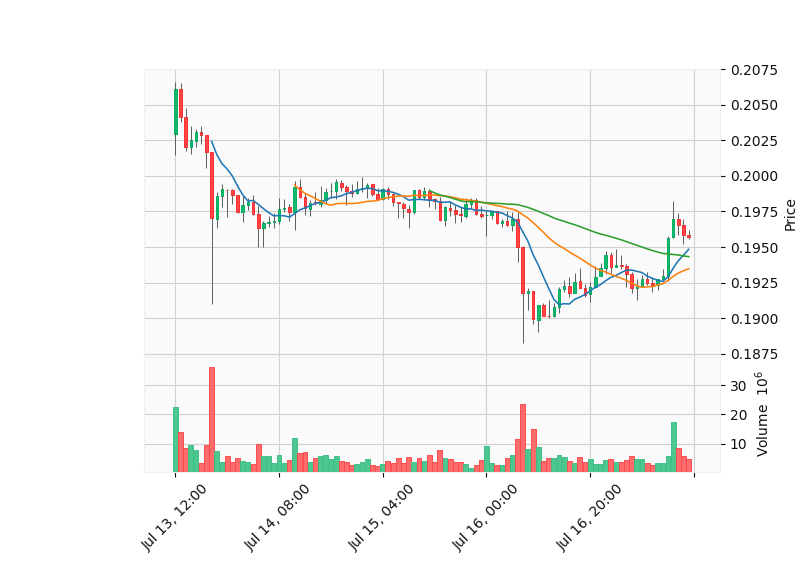 0.2075
0.2050
0.2025
0.2000
0.1975
0.1950
0.1925
0.1900
0.1875
Price
30
20
10
Volume 10^6
Jul 13, 12:00
Jul 14, 08:00
Jul 15, 04:00
Jul 16, 00:00
Jul 16, 20:00